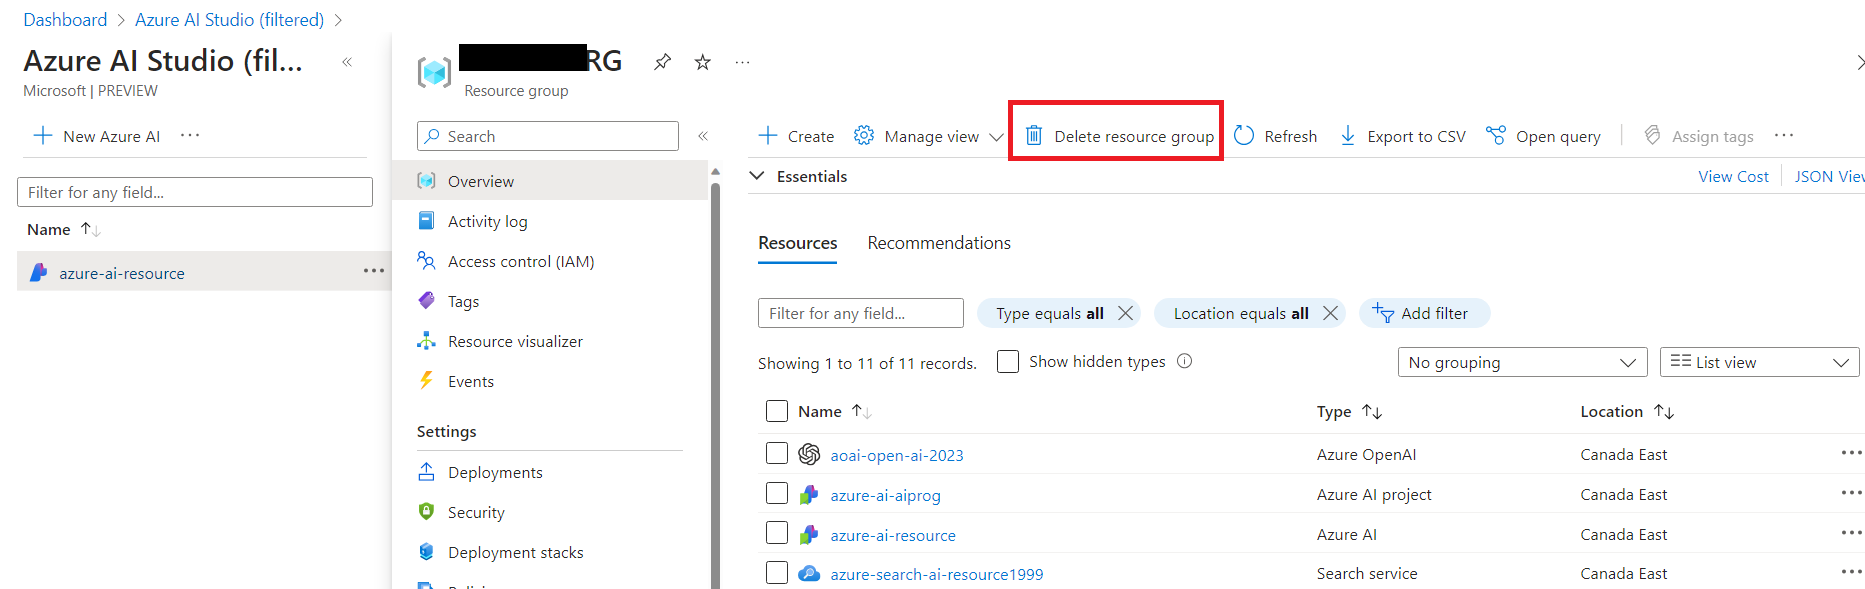 Dashboard > Azure AI Studio (filtered) >
Azure AI Studio (fil...
Microsoft | PREVIEW
New Azure AI
Filter for any field...
Name
azure-ai-resource
RG
Resource group
Search
Overview
Activity log
Access control (IAM)
Tags
Resource visualizer
Events
Settings
Deployments
Security
Deployment stacks
Create Manage view Delete resource group Refresh Export to CSV Open query Assign tags
Essentials View Cost JSON View
Resources Recommendations
Filter for any field... Type equals all Location equals all Add filter
Showing 1 to 11 of 11 records. Show hidden types No grouping List view
Name Type Location
aoai-open-ai-2023 Azure OpenAI Canada East
azure-ai-aiprog Azure AI project Canada East
azure-ai-resource Azure AI Canada East
azure-search-ai-resource1999 Search service Canada East